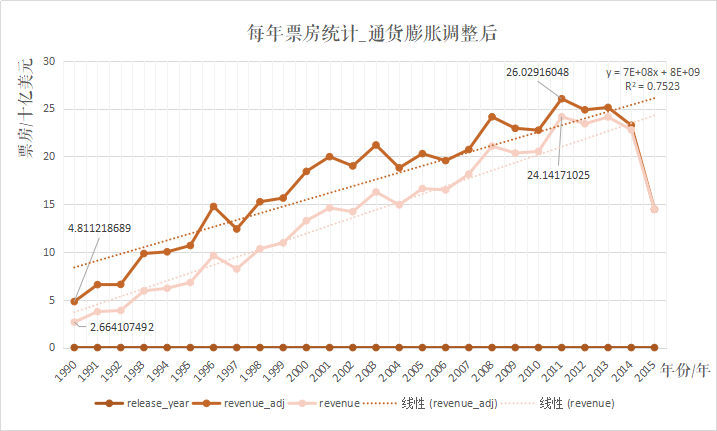 每年票房统计_通货膨胀调整后
票房/十亿美元
30
25
20
15
10
5
0
26.02916048
y = 7E+08x + 8E+09
R² = 0.7523
24.14171025
4.811218689
2.664107492
1990 1991 1992 1993 1994 1995 1996 1997 1998 1999 2000 2001 2002 2003 2004 2005 2006 2007 2008 2009 2010 2011 2012 2013 2014 2015 年份/年
release_year revenue_adj revenue 线性 (revenue_adj) 线性 (revenue)